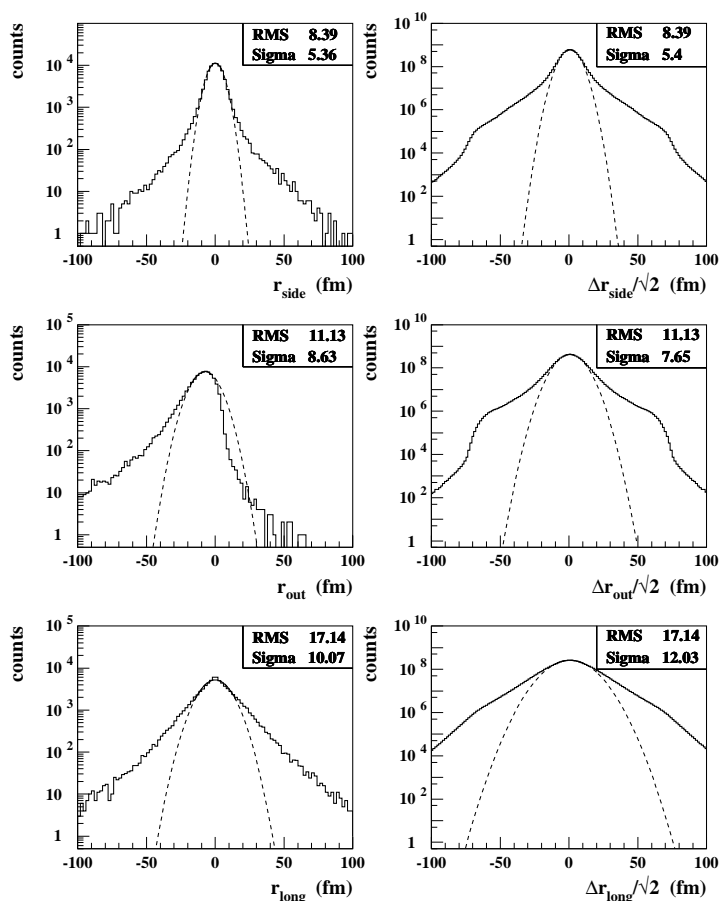 counts
RMS 8.39
Sigma 5.36
10^4
10^3
10^2
10
1
-100 -50 0 50 100
r_side (fm)
counts
RMS 8.39
Sigma 5.4
10^10
10^8
10^6
10^4
10^2
1
-100 -50 0 50 100
Δr_side/√2 (fm)
counts
RMS 11.13
Sigma 8.63
10^5
10^4
10^3
10^2
10
1
-100 -50 0 50 100
r_out (fm)
counts
RMS 11.13
Sigma 7.65
10^10
10^8
10^6
10^4
10^2
1
-100 -50 0 50 100
Δr_out/√2 (fm)
counts
RMS 17.14
Sigma 10.07
10^5
10^4
10^3
10^2
10
1
-100 -50 0 50 100
r_long (fm)
counts
RMS 17.14
Sigma 12.03
10^10
10^8
10^6
10^4
10^2
1
-100 -50 0 50 100
Δr_long/√2 (fm)